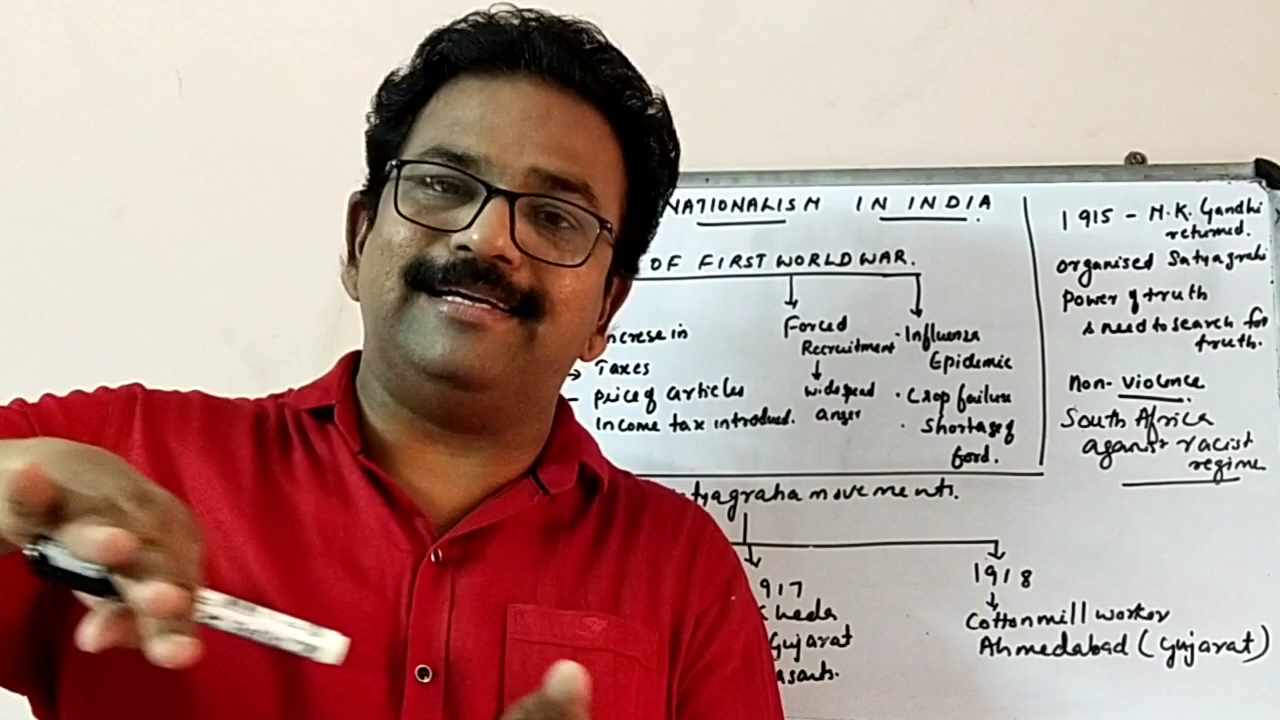 NATIONALISM IN INDIA
OF FIRST WORLD WAR.
ncrese in
→ Taxes
- price of articles
Income tax introduced.
Forced
Recruitment
↓
widespread
anger
· Influenza
Epidemic
· Crop failure
· Shortage of
food.
1915 - M.K. Gandhi
returned.
organised Satyagrahi
Power of truth
& need to search for
truth.
non-violence
South Africa
against racist
regime
tyagraha movements.
917
Kheda
Gujarat
asants.
1918
↓
Cotton mill worker
Ahmedabad (Gujarat)